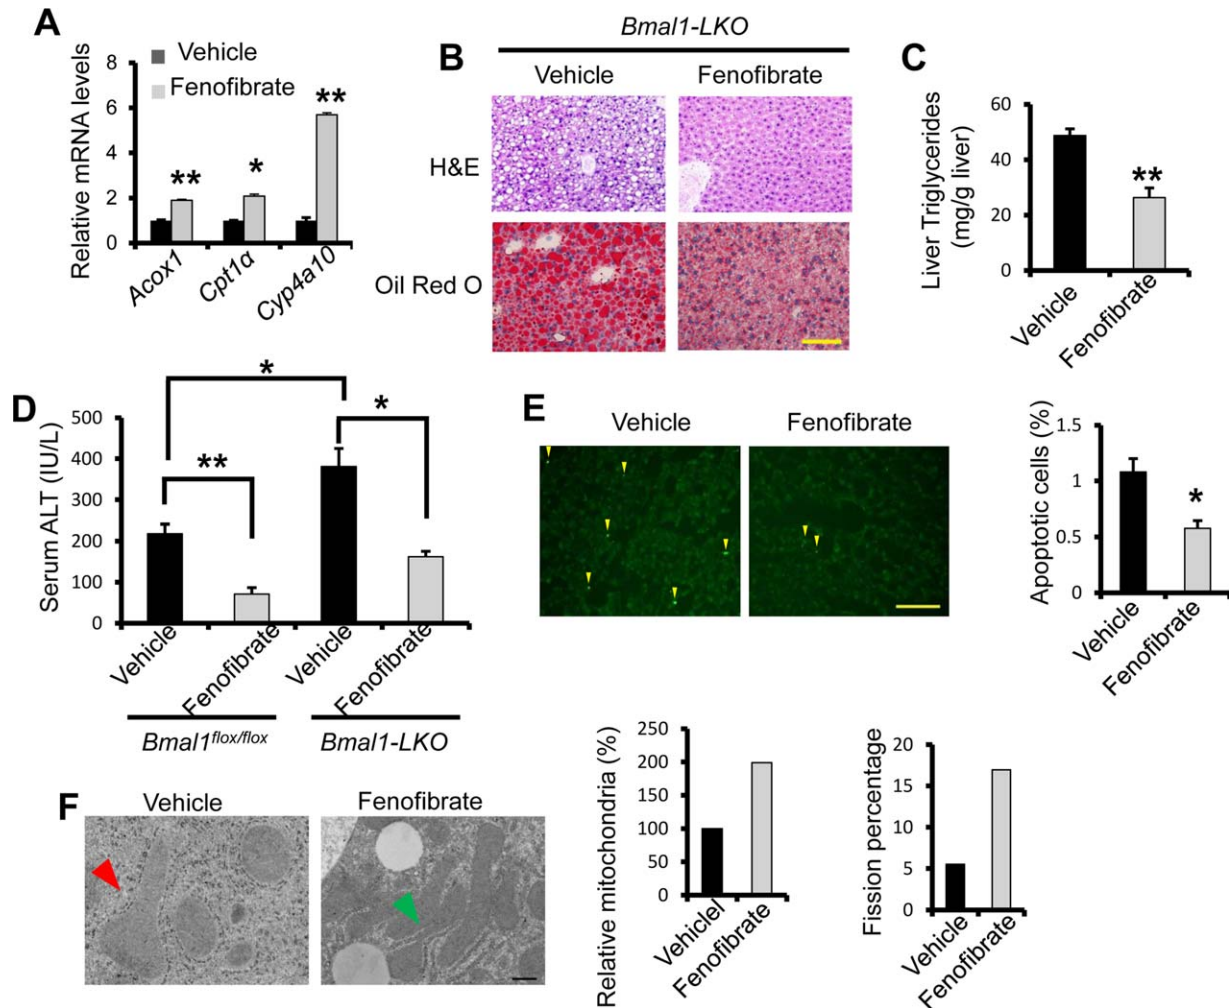 A
Vehicle
Fenofibrate
Relative mRNA levels
8
6
4
2
0
**
*
**
Acox1
Cpt1α
Cyp4a10
B
Bmal1-LKO
Vehicle Fenofibrate
H&E
Oil Red O
C
Liver Triglycerides
(mg/g liver)
60
40
20
0
**
Vehicle
Fenofibrate
D
Serum ALT (IU/L)
500
400
300
200
100
0
*
**
*
Vehicle
Fenofibrate
Vehicle
Fenofibrate
Bmal1flox/flox
Bmal1-LKO
E
Vehicle Fenofibrate
Apoptotic cells (%)
1.5
1
0.5
0
*
Vehicle
Fenofibrate
F
Vehicle Fenofibrate
Relative mitochondria (%)
250
200
150
100
50
0
Vehiclel
Fenofibrate
Fission percentage
20
15
10
5
0
Vehicle
Fenofibrate